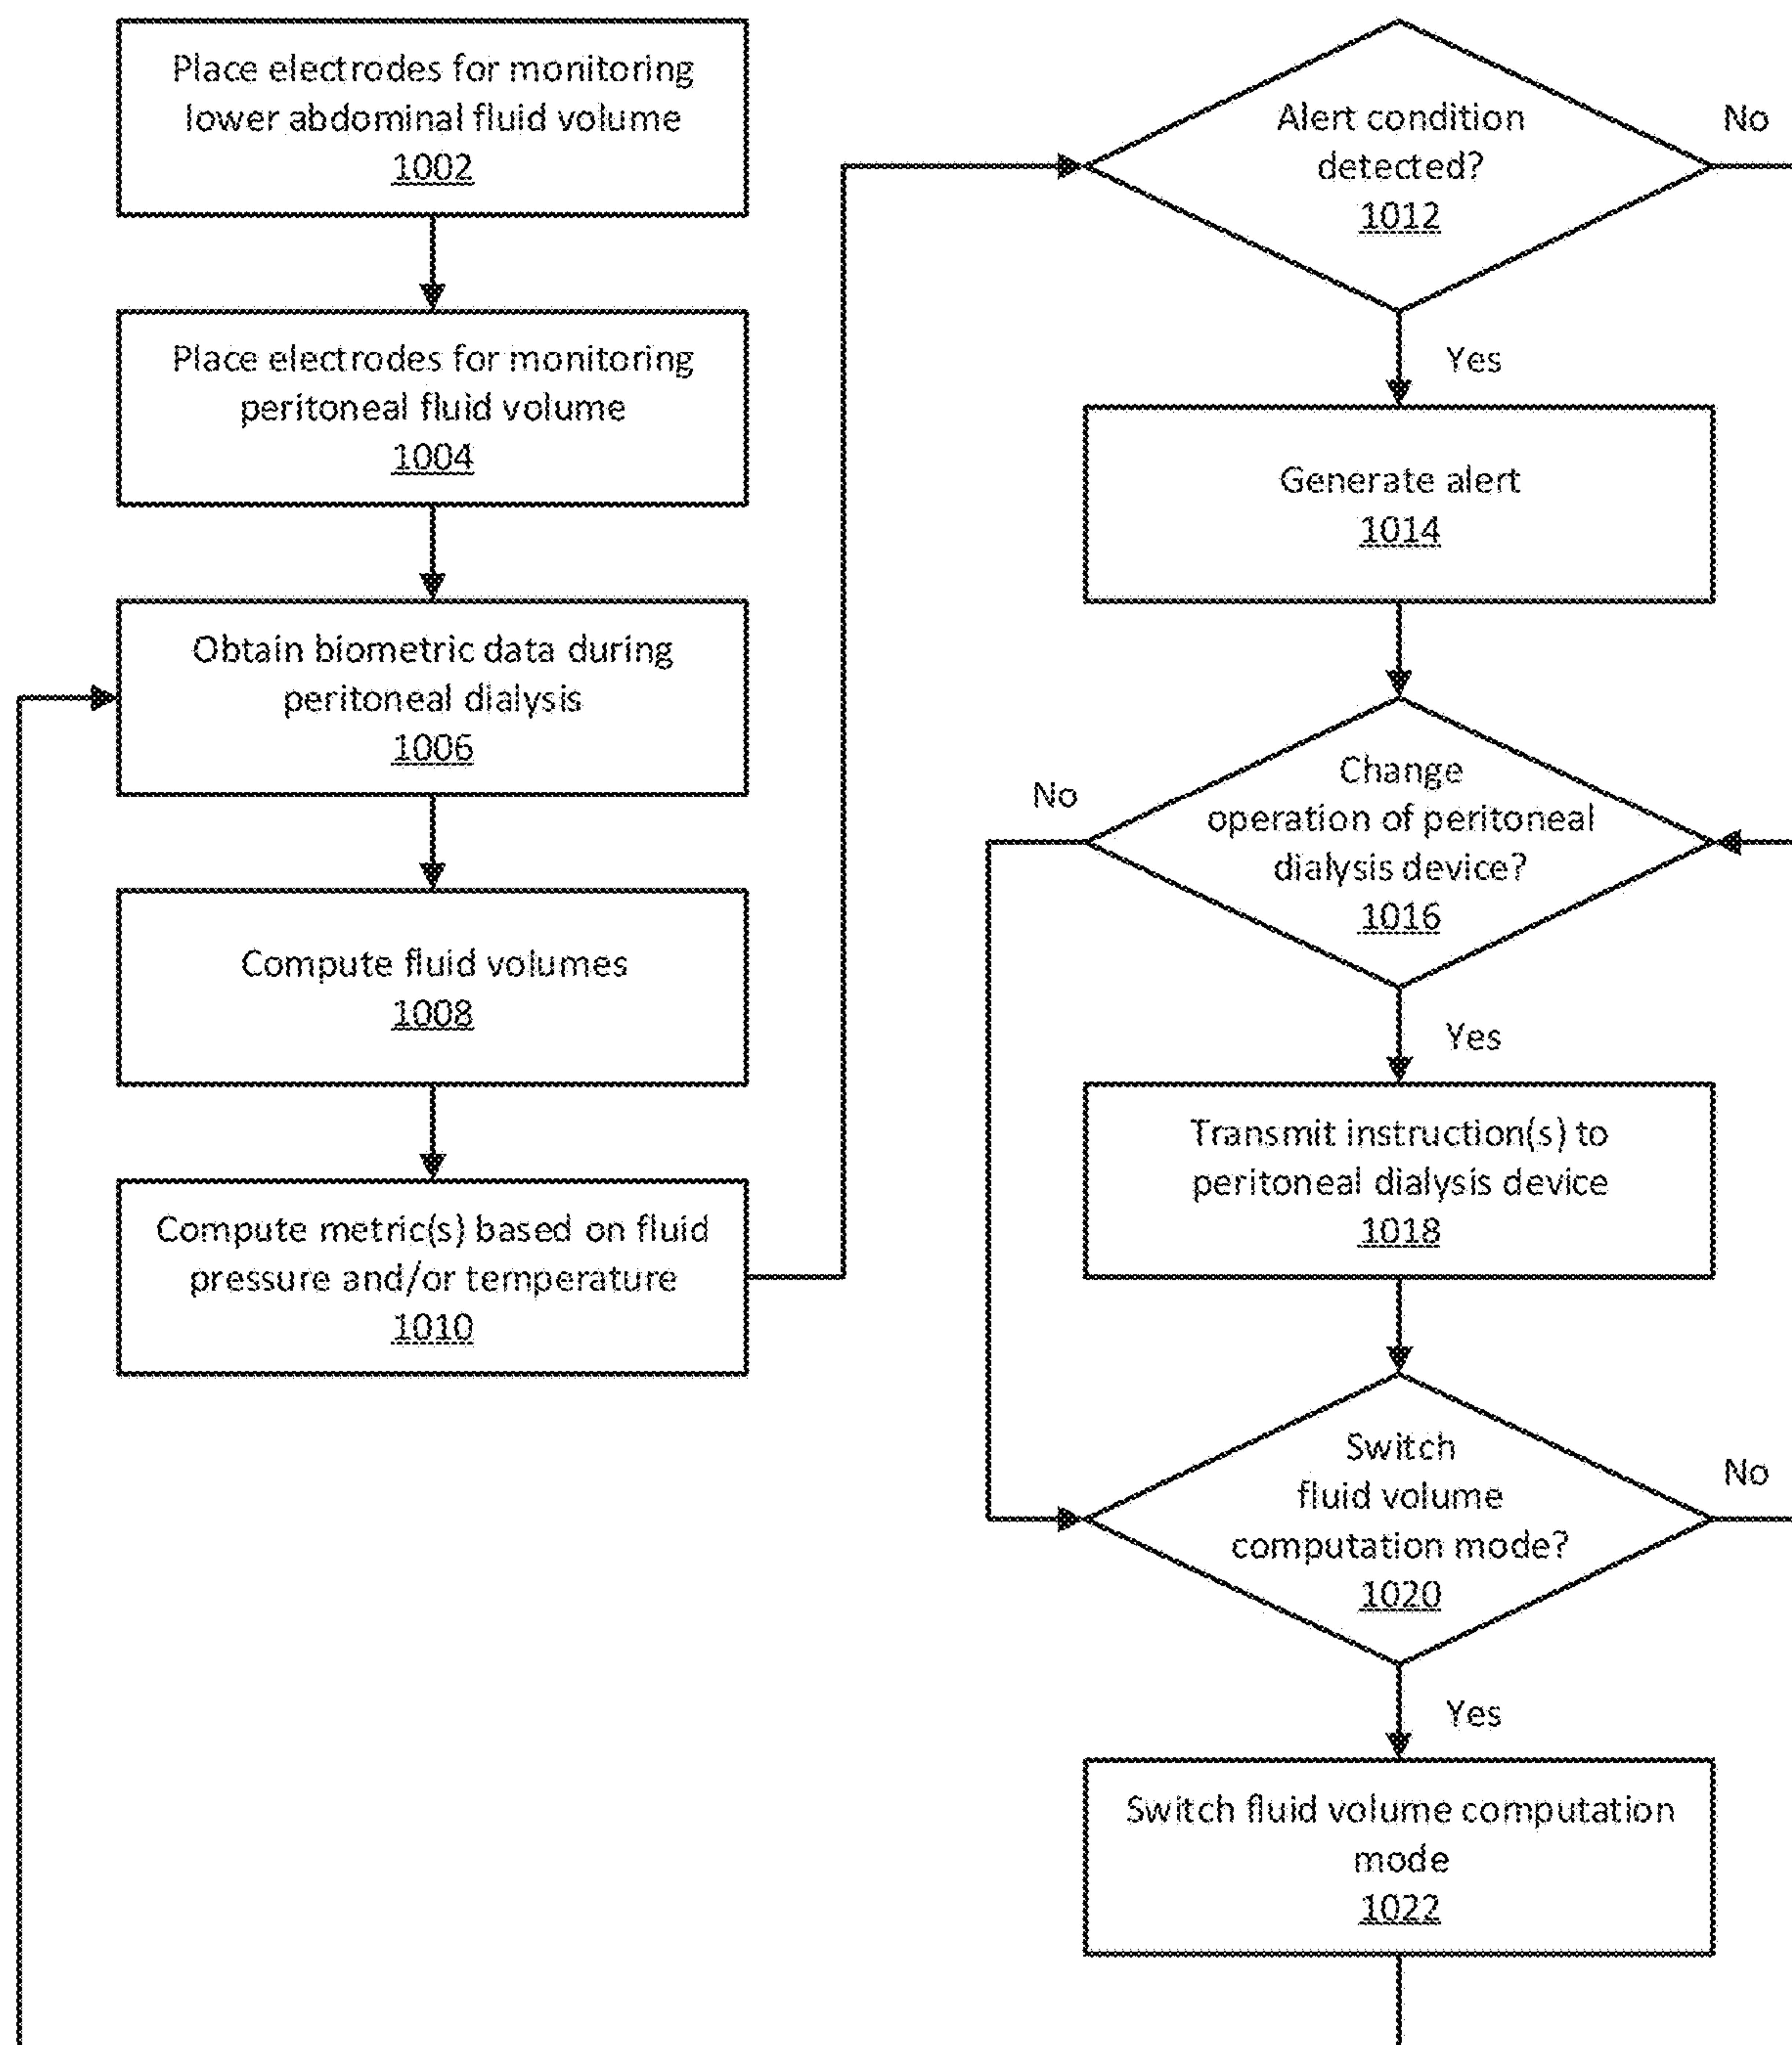 Place electrodes for monitoring
lower abdominal fluid volume
1002
Place electrodes for monitoring
peritoneal fluid volume
1004
Obtain biometric data during
peritoneal dialysis
1006
Compute fluid volumes
1008
Compute metric(s) based on fluid
pressure and/or temperature
1010
Alert condition
detected?
1012
No
Yes
Generate alert
1014
Change
operation of peritoneal
dialysis device?
1016
No
Yes
Transmit instruction(s) to
peritoneal dialysis device
1018
Switch
fluid volume
computation mode?
1020
No
Yes
Switch fluid volume computation
mode
1022